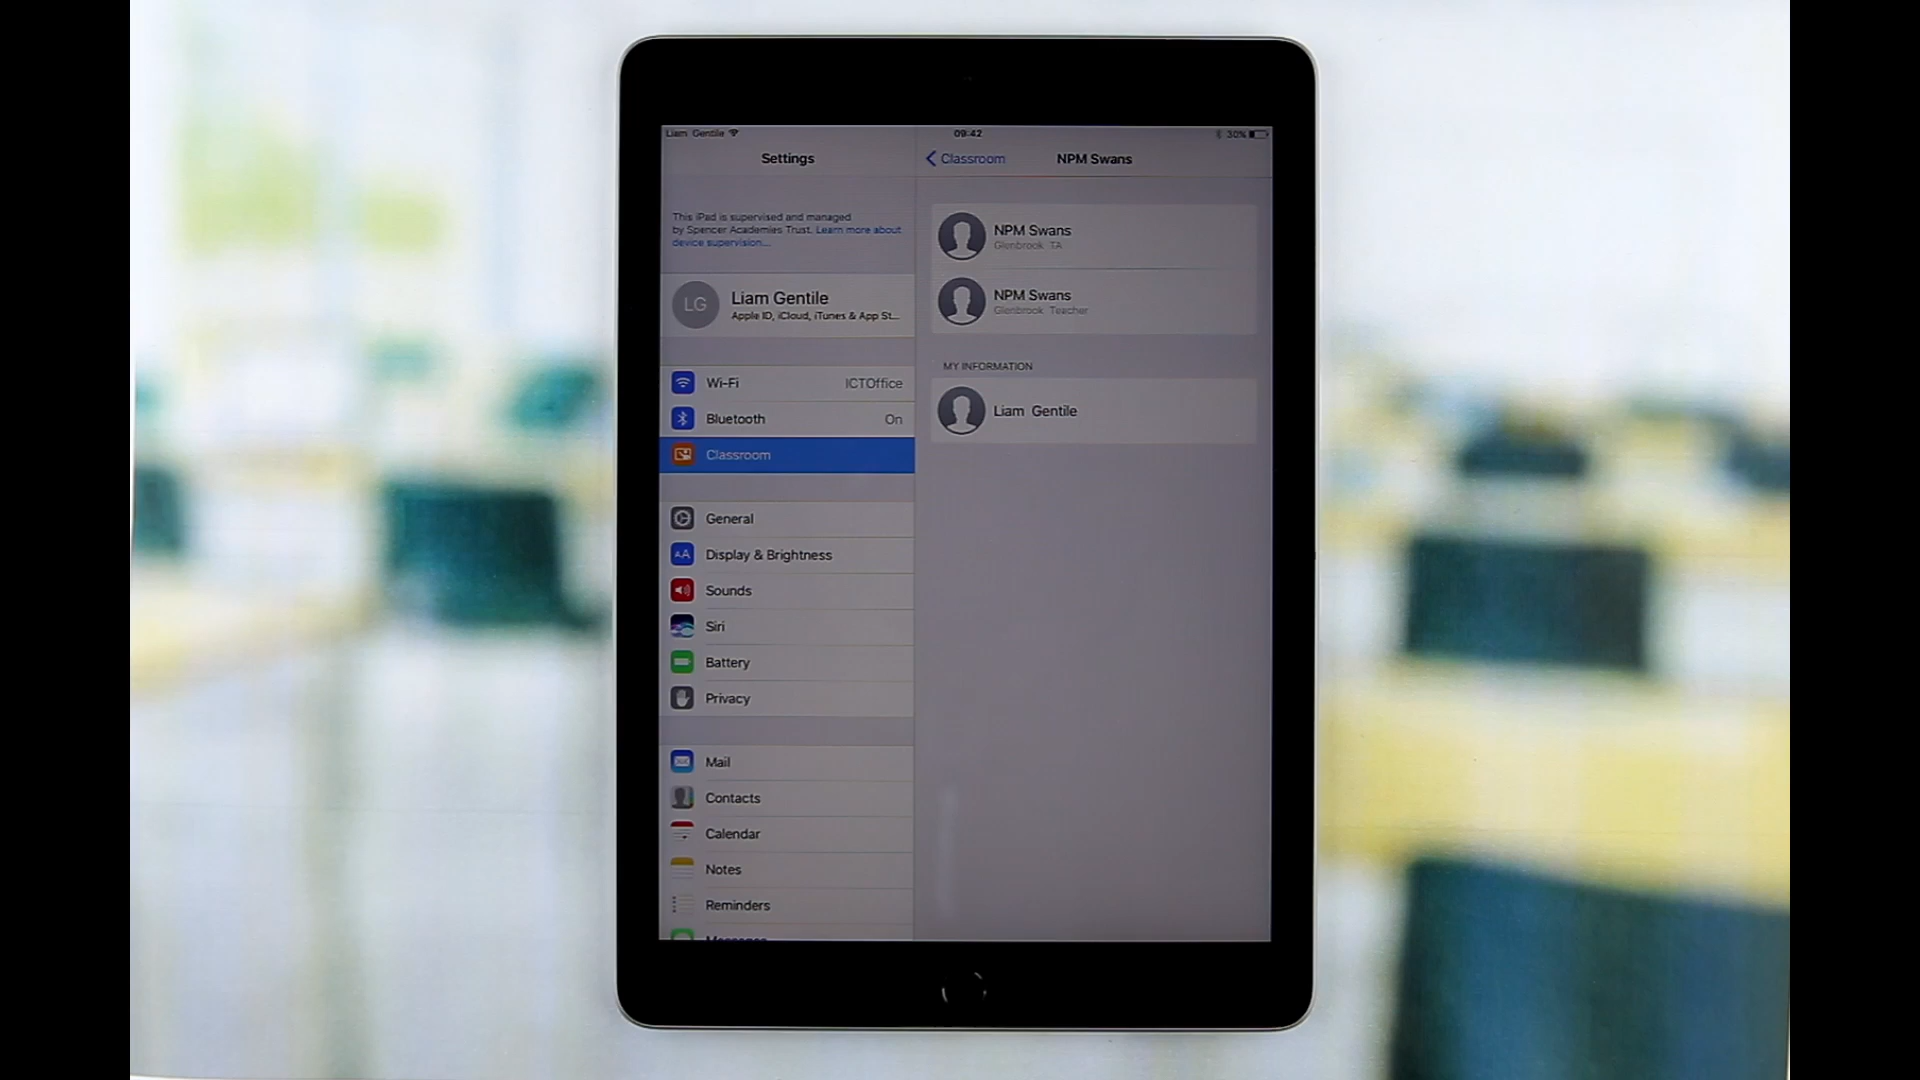 Liam Gentile
09:42
30%
Settings
Classroom
NPM Swans
This iPad is supervised and managed
by Spencer Academies Trust. Learn more about
device supervision...
LG
Liam Gentile
Apple ID, iCloud, iTunes & App St...
Wi-Fi
ICTOffice
Bluetooth
On
Classroom
General
AA
Display & Brightness
Sounds
Siri
Battery
Privacy
Mail
Contacts
Calendar
Notes
Reminders
NPM Swans
Glenbrook TA
NPM Swans
Glenbrook Teacher
MY INFORMATION
Liam Gentile